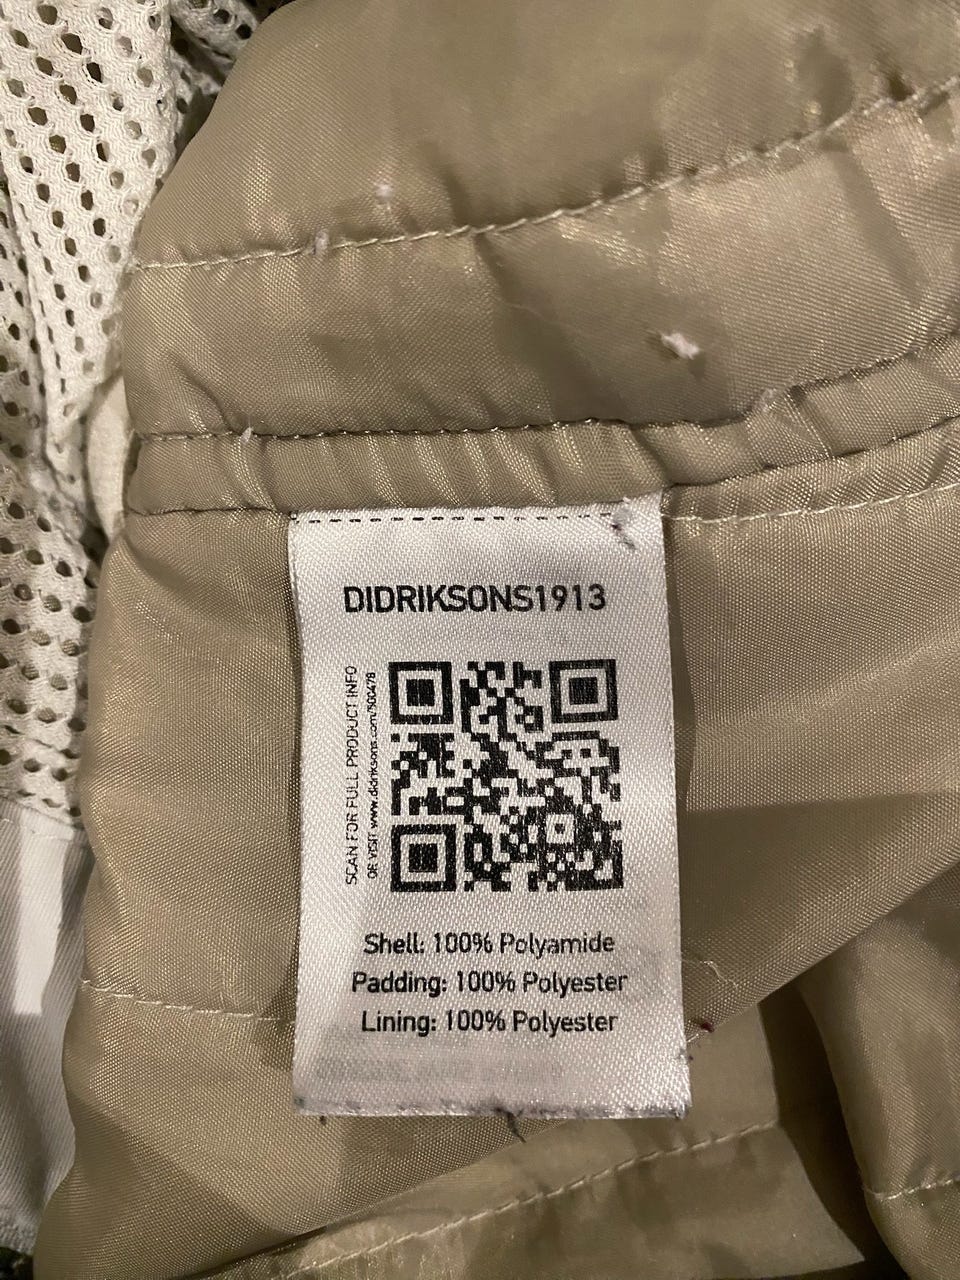 DIDRIKSONS1913
SCAN FOR FULL PRODUCT INFO
OR VISIT www.didriksons.com/500478
Shell: 100% Polyamide
Padding: 100% Polyester
Lining: 100% Polyester